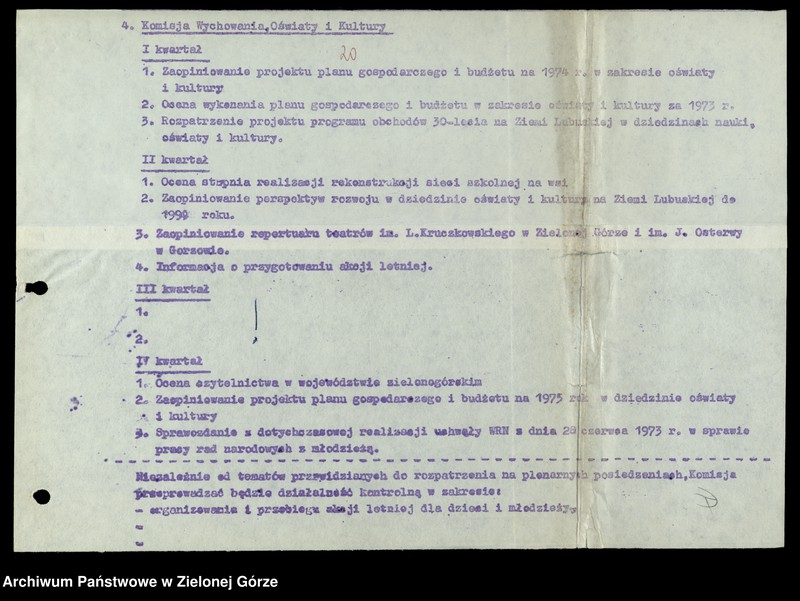 4. Komisja Wychowania,Oświaty i Kultury
I kwartał
20
1. Zaopiniowanie projektu planu gospodarczego i budżetu na 1974 r. w zakresie oświaty
i kultury
2. Ocena wykonania planu gospodarczego i budżetu w zakresie oświaty i kultury za 1973 r.
3. Rozpatrzenie projektu programu obchodów 30-lecia na Ziemi Lubuskiej w dziedzinach nauki,
oświaty i kultury.
II kwartał
1. Ocena stopnia realizacji rekonstrukcji sieci szkolnej na wsi
2. Zaopiniowanie perspektyw rozwoju w dziedzinie oświaty i kultury na Ziemi Lubuskiej do
1990 roku.
3. Zaopiniowanie repertuaru teatrów im. L.Kruczkowskiego w Zielonej Górze i im. J. Osterwy
w Gorzowie.
4. Informacja o przygotowaniu akcji letniej.
III kwartał
1.
2.
IV kwartał
1. Ocena czytelnictwa w województwie zielonogórskim
2. Zaopiniowanie projektu planu gospodarczego i budżetu na 1975 rok w dziedzinie oświaty
i kultury
3. Sprawozdanie z dotychczasowej realizacji uchwały WRN z dnia czerwca 1973 r. w sprawie
pracy rad narodowych z młodzieżą.
Niezależnie od tematów przewidzianych do rozpatrzenia na plenarnych posiedzeniach,Komisja
przeprowadzać będzie działalność kontrolną w zakresie:
- organizowania i przebiegu akcji letniej dla dzieci i młodzieży,
-
-
Archiwum Państwowe w Zielonej Górze